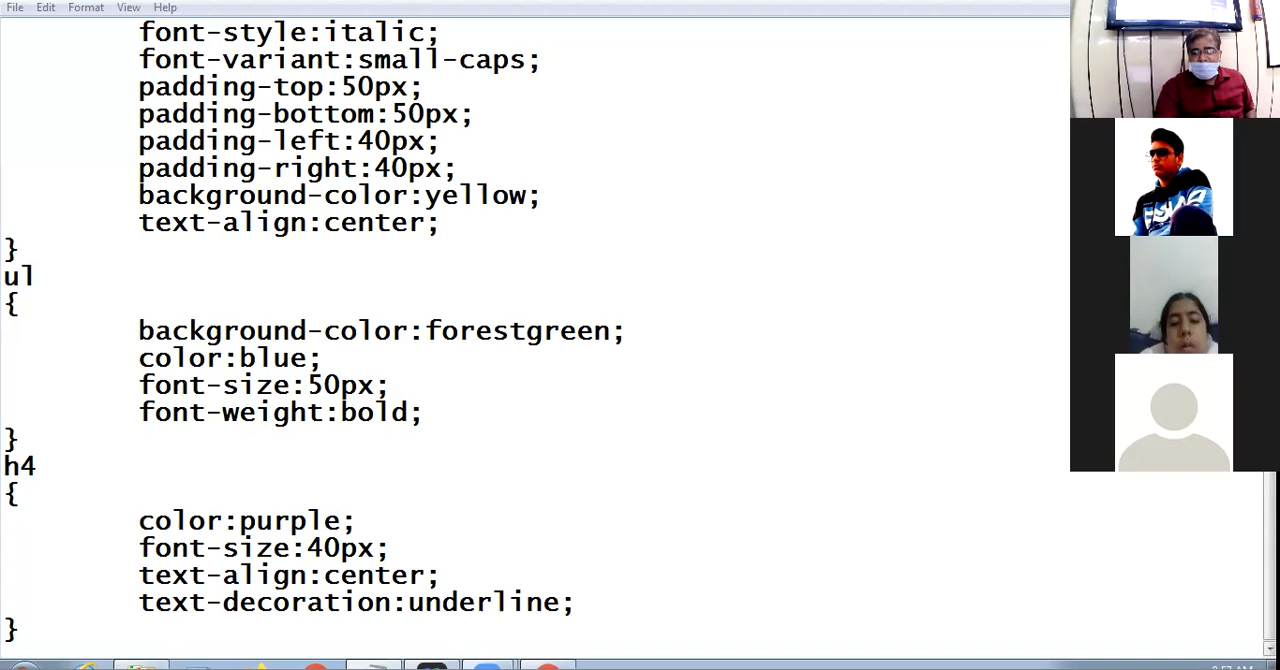 File Edit Format View Help
font-style:italic;
font-variant:small-caps;
padding-top:50px;
padding-bottom:50px;
padding-left:40px;
padding-right:40px;
background-color:yellow;
text-align:center;
}
ul
{
background-color:forestgreen;
color:blue;
font-size:50px;
font-weight:bold;
}
h4
{
color:purple;
font-size:40px;
text-align:center;
text-decoration:underline;
}